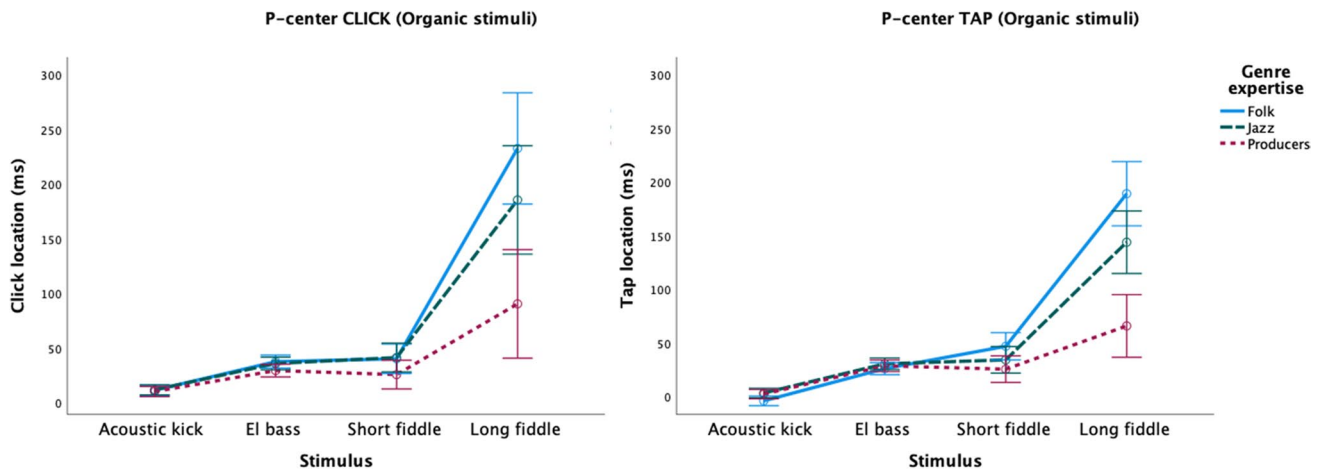 P-center CLICK (Organic stimuli)
300
250
200
150
100
50
0
Click location (ms)
Acoustic kick
El bass
Short fiddle
Long fiddle
Stimulus
P-center TAP (Organic stimuli)
300
250
200
150
100
50
0
Tap location (ms)
Acoustic kick
El bass
Short fiddle
Long fiddle
Stimulus
Genre
expertise
Folk
Jazz
Producers